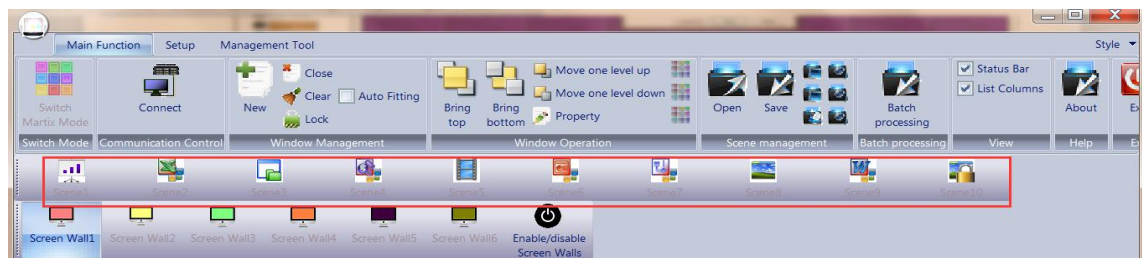 Main Function Setup Management Tool Style
Switch Martix Mode
Connect
New
Close
Clear
Lock
Auto Fitting
Bring top
Bring bottom
Move one level up
Move one level down
Property
Open
Save
Batch processing
Status Bar
List Columns
About
Switch Mode Communication Control Window Management Window Operation Scene management Batch processing View Help
Scene1 Scene2 Scene3 Scene4 Scene5 Scene6 Scene7 Scene8 Scene9 Scene10
Screen Wall1 Screen Wall2 Screen Wall3 Screen Wall4 Screen Wall5 Screen Wall6 Enable/disable
Screen Walls